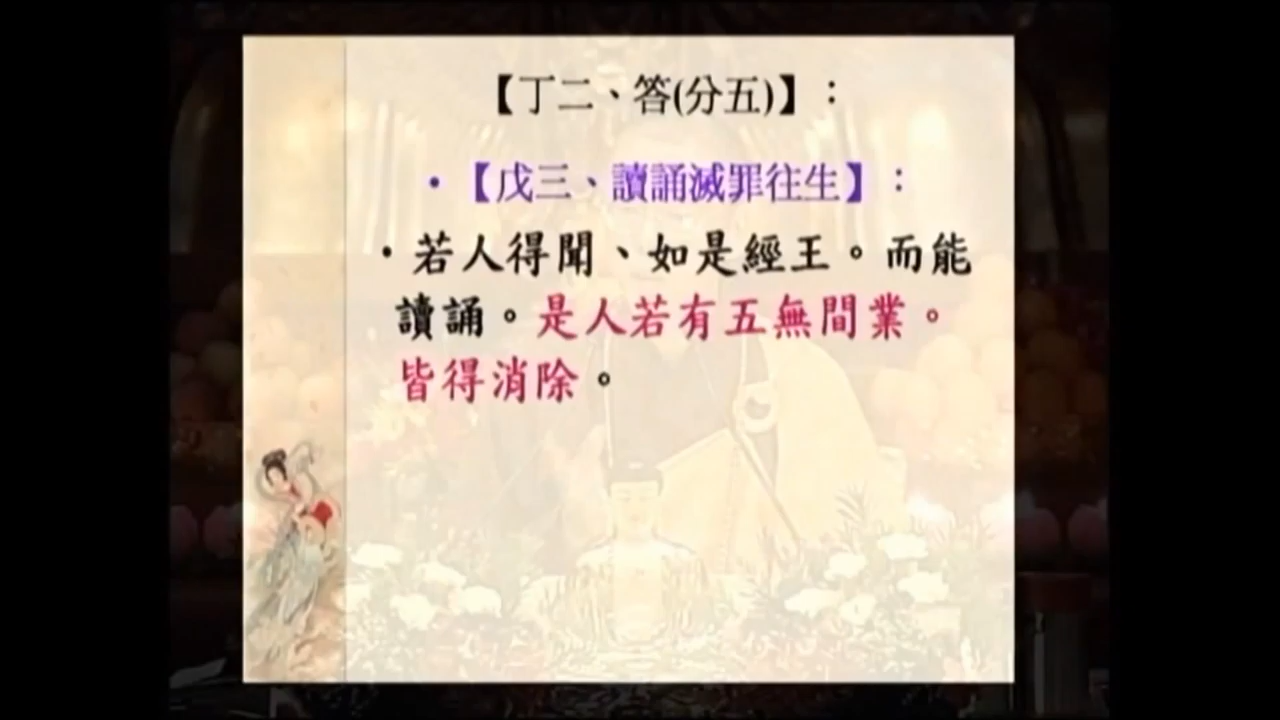 【丁二、答(分五)】：
•【戊三、讀誦滅罪往生】：
•若人得聞、如是經王。而能
讀誦。是人若有五無間業。
皆得消除。